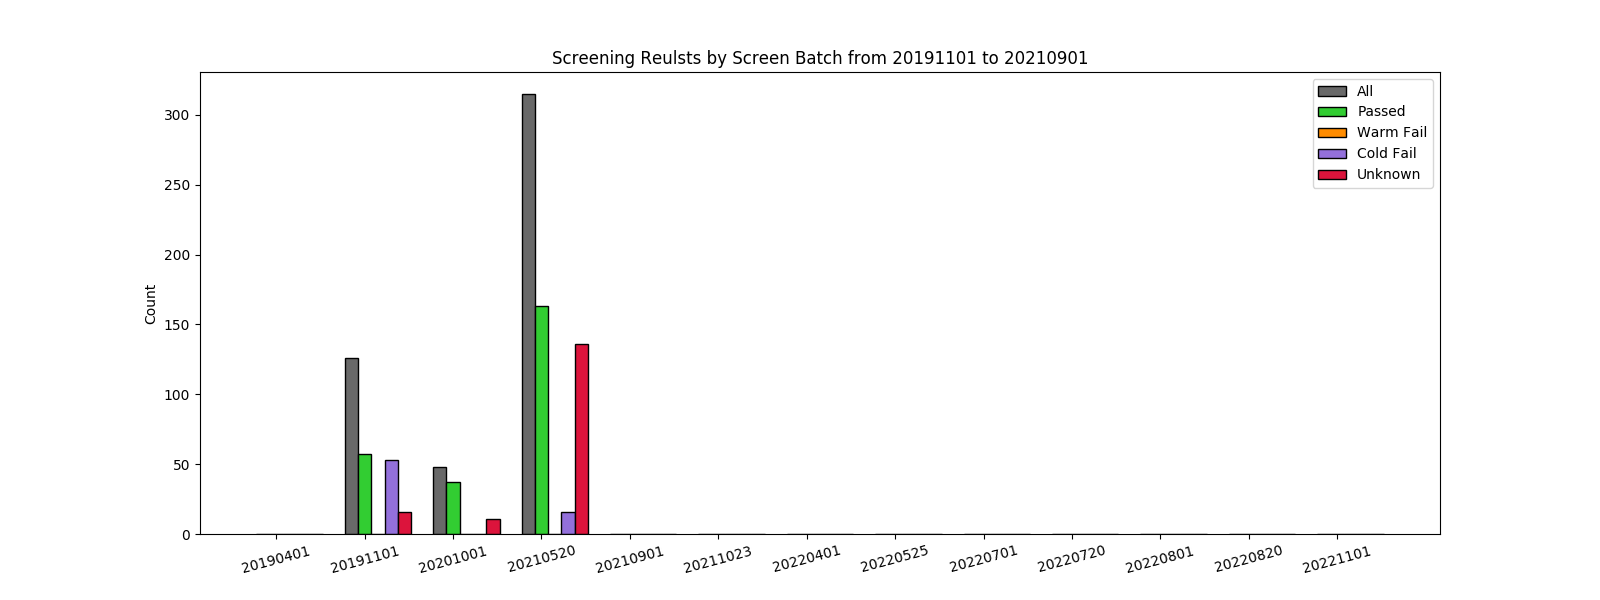 Screening Reulsts by Screen Batch from 20191101 to 20210901
All
Passed
Warm Fail
Cold Fail
Unknown
Count
300
250
200
150
100
50
0
20190401
20191101
20201001
20210520
20210901
20211023
20220401
20220525
20220701
20220720
20220801
20220820
20221101